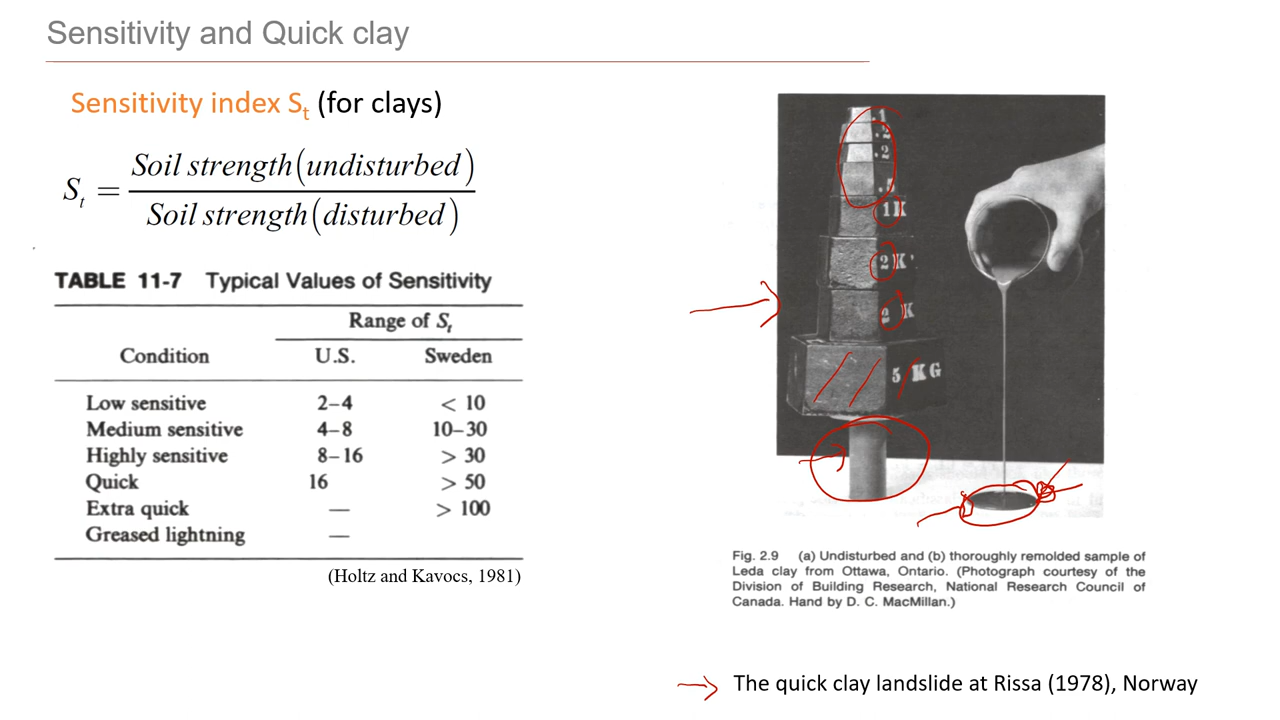 Sensitivity and Quick clay
Sensitivity index St (for clays)
St = Soil strength(undisturbed) / Soil strength(disturbed)
TABLE 11-7 Typical Values of Sensitivity
Range of St
Condition U.S. Sweden
Low sensitive 2–4 < 10
Medium sensitive 4–8 10–30
Highly sensitive 8–16 > 30
Quick 16 > 50
Extra quick — > 100
Greased lightning —
(Holtz and Kavocs, 1981)
.1
.2
.2
1K
2K
2 K
5 KG
Fig. 2.9 (a) Undisturbed and (b) thoroughly remolded sample of
Leda clay from Ottawa, Ontario. (Photograph courtesy of the
Division of Building Research, National Research Council of
Canada. Hand by D. C. MacMillan.)
The quick clay landslide at Rissa (1978), Norway